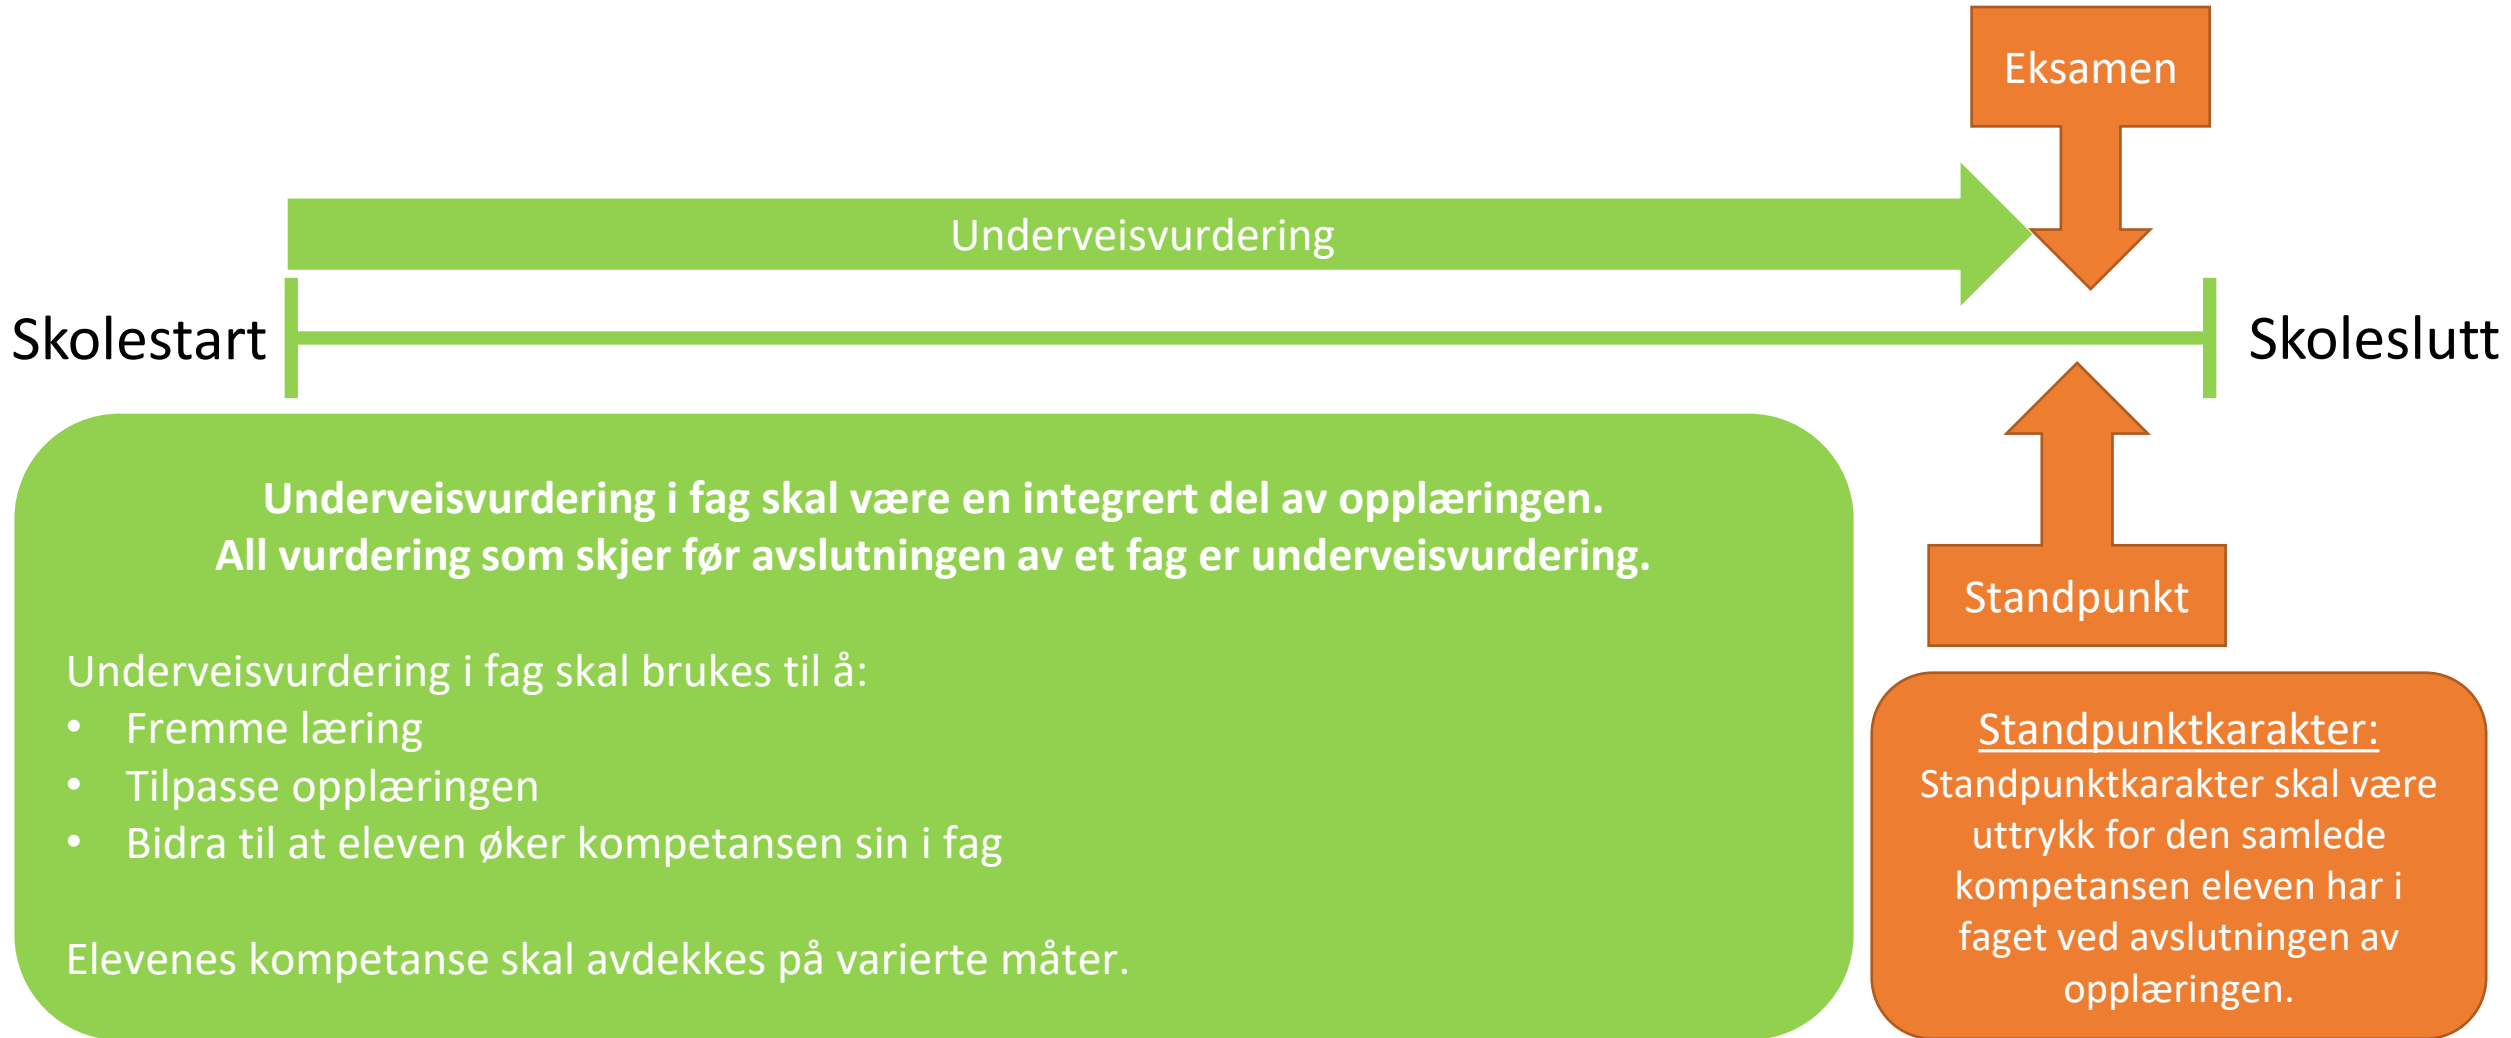 Eksamen
Underveisvurdering
Skolestart
Skoleslutt
Underveisvurdering i fag skal være en integrert del av opplæringen.
All vurdering som skjer før avslutningen av et fag er underveisvurdering.
Underveisvurdering i fag skal brukes til å:
• Fremme læring
• Tilpasse opplæringen
• Bidra til at eleven øker kompetansen sin i fag
Elevenes kompetanse skal avdekkes på varierte måter.
Standpunkt
Standpunktkarakter:
Standpunktkarakter skal være
uttrykk for den samlede
kompetansen eleven har i
faget ved avslutningen av
opplæringen.